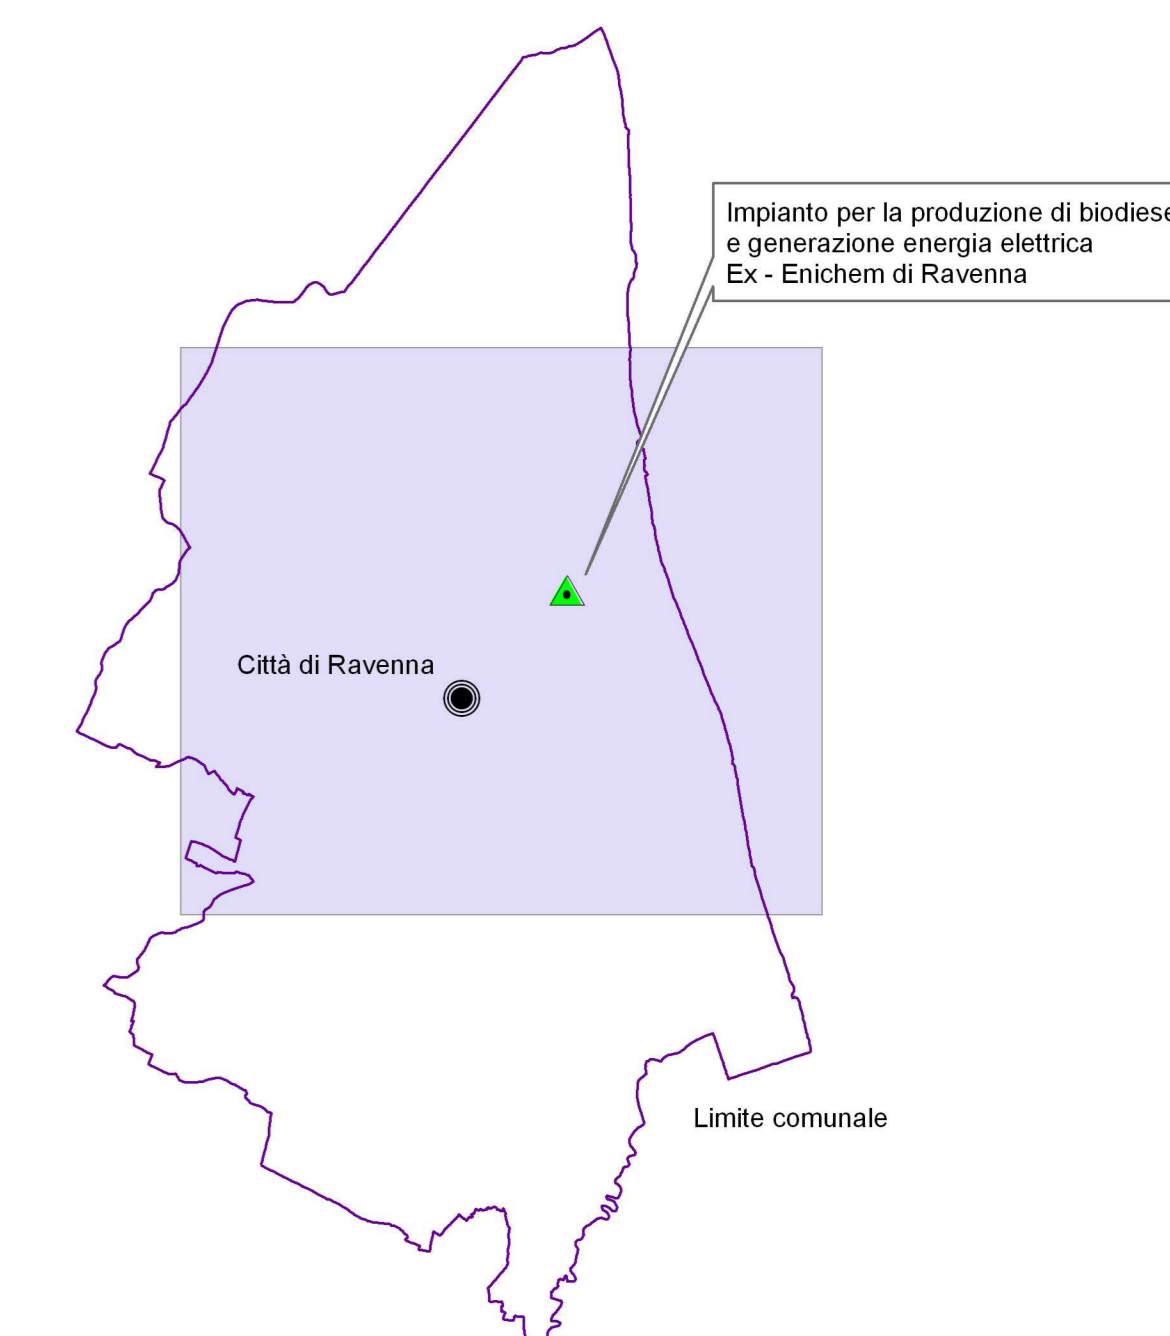 Impianto per la produzione di biodiese
e generazione energia elettrica
Ex - Enichem di Ravenna
Città di Ravenna
Limite comunale